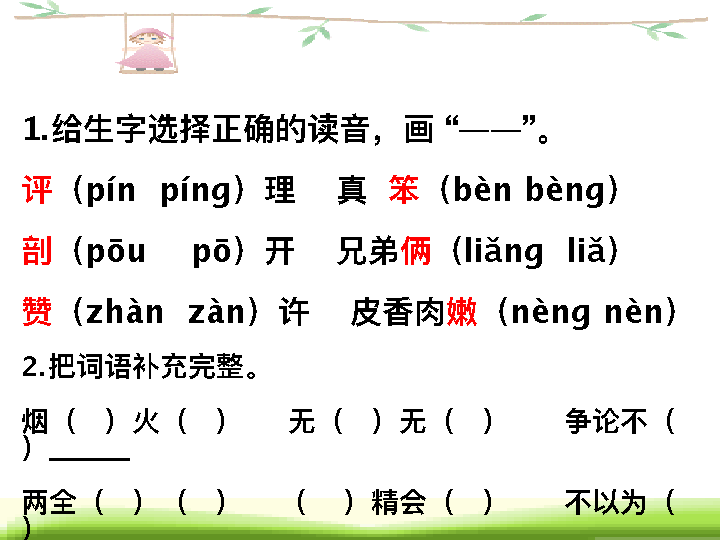 1.给生字选择正确的读音，画 “——”。
评（pín píng）理 真 笨（bèn bèng）
剖（pōu pō）开 兄弟俩（liǎng liǎ）
赞（zhàn zàn）许 皮香肉嫩（nèng nèn）
2.把词语补充完整。
烟（ ）火（ ） 无（ ）无（ ） 争论不（
）______
两全（ ）（ ） （ ）精会（ ） 不以为（
）